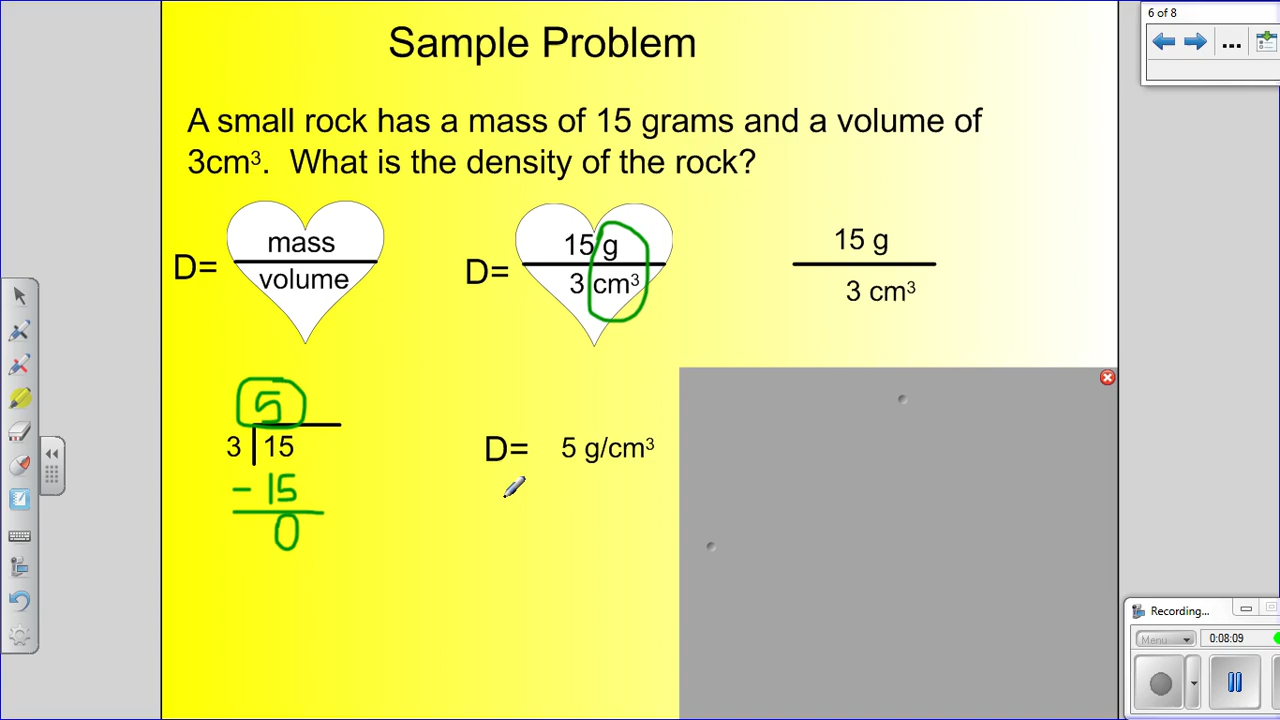 6 of 8
Sample Problem
A small rock has a mass of 15 grams and a volume of
3cm³. What is the density of the rock?
D= mass
volume
D= 15 g
3 cm³
15 g
3 cm³
5
3 15
- 15
0
D= 5 g/cm³
Recording...
Menu
0:08:09